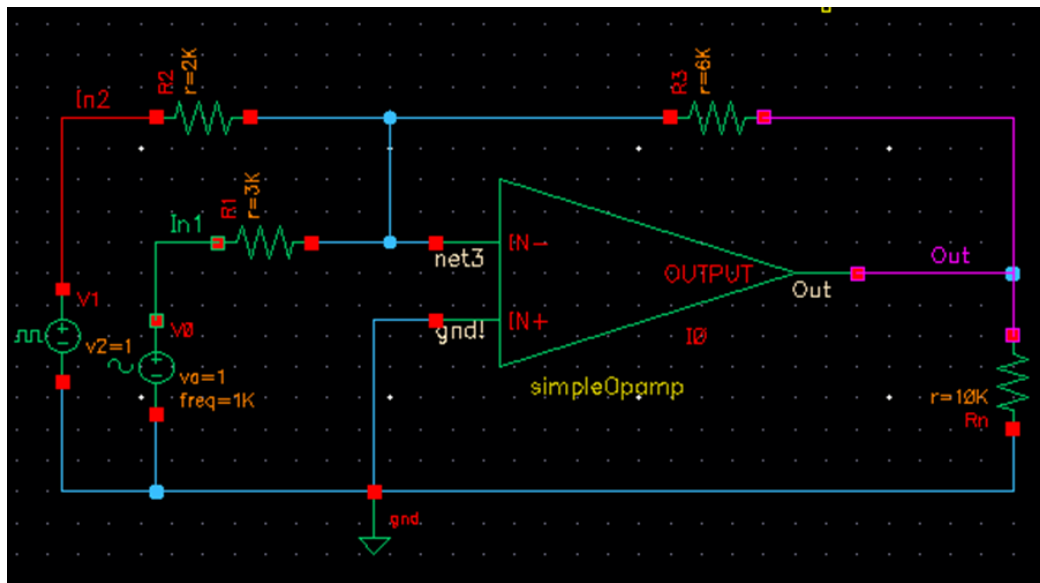 R2
r=2K
In2
R3
r=6K
R1
r=3K
In1
IN-
net3
OUTPUT
Out
Out
gnd!
IN+
I0
V1
v2=1
V0
va=1
freq=1K
simpleOpamp
r=10K
Rn
gnd